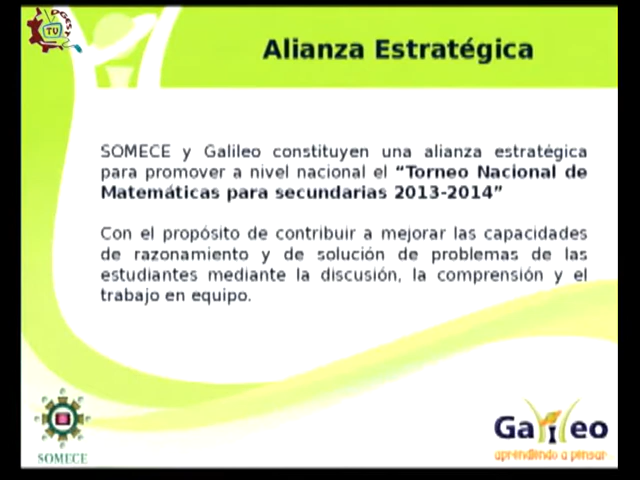 Alianza Estratégica
SOMECE y Galileo constituyen una alianza estratégica
para promover a nivel nacional el “Torneo Nacional de
Matemáticas para secundarias 2013-2014”
Con el propósito de contribuir a mejorar las capacidades
de razonamiento y de solución de problemas de las
estudiantes mediante la discusión, la comprensión y el
trabajo en equipo.
SOMECE
Galileo
aprendiendo a pensar
TU